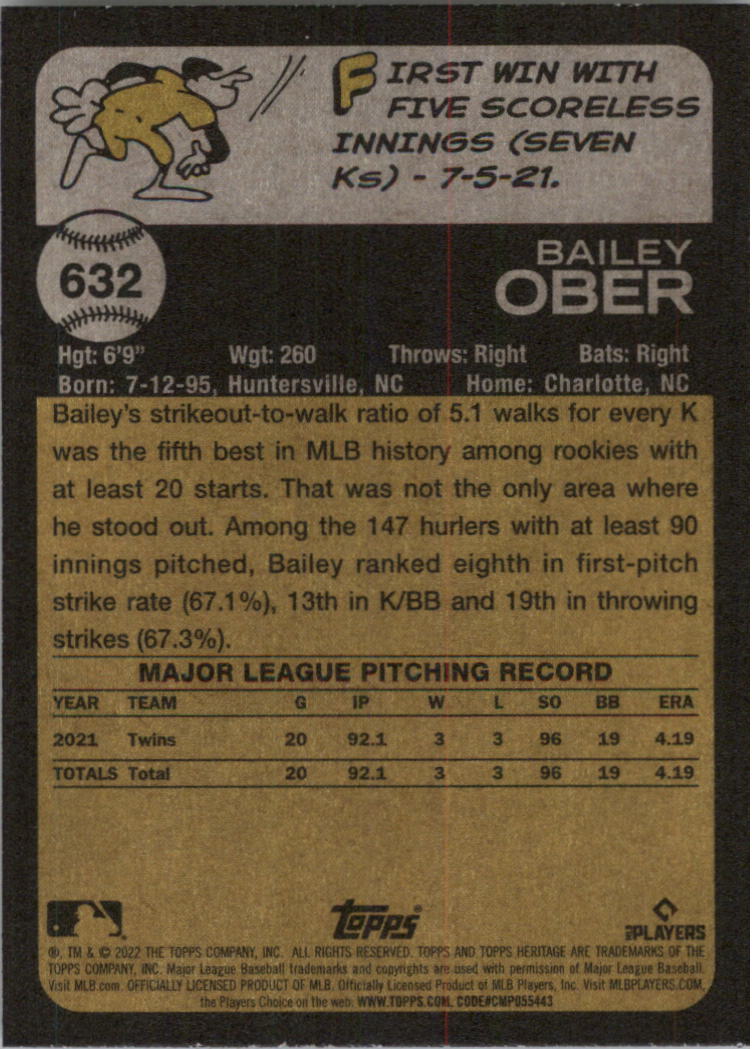 FIRST WIN WITH
FIVE SCORELESS
INNINGS (SEVEN
Ks) - 7-5-21.
632
BAILEY
OBER
Hgt: 6'9" Wgt: 260 Throws: Right Bats: Right
Born: 7-12-95, Huntersville, NC Home: Charlotte, NC
Bailey's strikeout-to-walk ratio of 5.1 walks for every K
was the fifth best in MLB history among rookies with
at least 20 starts. That was not the only area where
he stood out. Among the 147 hurlers with at least 90
innings pitched, Bailey ranked eighth in first-pitch
strike rate (67.1%), 13th in K/BB and 19th in throwing
strikes (67.3%).
MAJOR LEAGUE PITCHING RECORD
YEAR TEAM G IP W L SO BB ERA
2021 Twins 20 92.1 3 3 96 19 4.19
TOTALS Total 20 92.1 3 3 96 19 4.19
Topps®
MLBPLAYERS
®, TM & © 2022 THE TOPPS COMPANY, INC. ALL RIGHTS RESERVED. TOPPS AND TOPPS HERITAGE ARE TRADEMARKS OF THE
TOPPS COMPANY, INC. Major League Baseball trademarks and copyrights are used with permission of Major League Baseball.
Visit MLB.com. OFFICIALLY LICENSED PRODUCT OF MLB. Officially Licensed Product of MLB Players, Inc. Visit MLBPLAYERS.COM,
the Players Choice on the web. WWW.TOPPS.COM. CODE#CMP055443